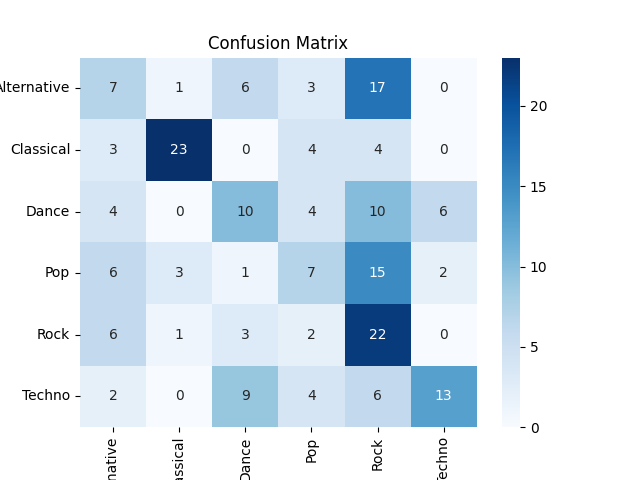 Confusion Matrix
lternative 7 1 6 3 17 0
Classical 3 23 0 4 4 0
Dance 4 0 10 4 10 6
Pop 6 3 1 7 15 2
Rock 6 1 3 2 22 0
Techno 2 0 9 4 6 13
native assical Dance Pop Rock echno
20
15
10
5
0